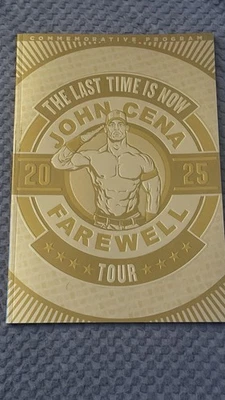 COMMEMORATIVE PROGRAM
THE LAST TIME IS NOW
JOHN CENA
20 25
FAREWELL
TOUR